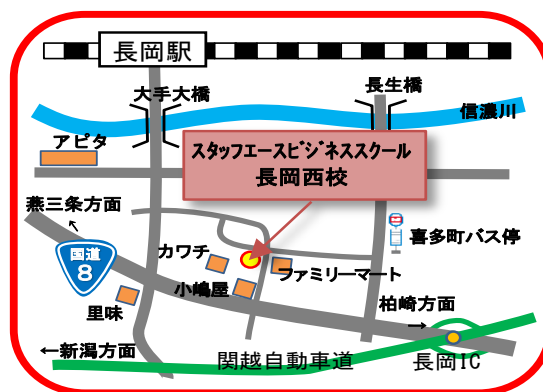 長岡駅
大手大橋
長生橋
信濃川
アピタ
スタッフエースビジネススクール
長岡西校
燕三条方面
国道
8
カワチ
ファミリーマート
喜多町バス停
小嶋屋
里味
柏崎方面
→
←新潟方面
関越自動車道
長岡IC